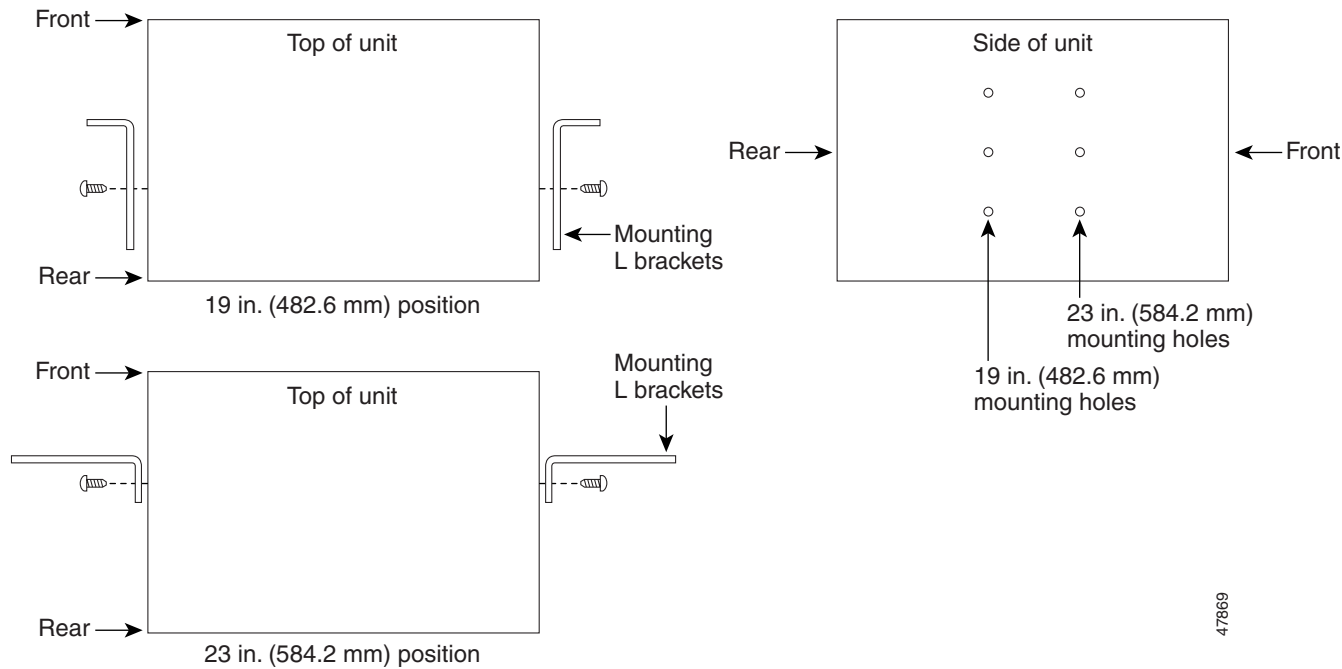 Front
Top of unit
Mounting
L brackets
Rear
19 in. (482.6 mm) position
Side of unit
Rear
Front
23 in. (584.2 mm)
mounting holes
19 in. (482.6 mm)
mounting holes
Front
Top of unit
Mounting
L brackets
Rear
23 in. (584.2 mm) position
47869